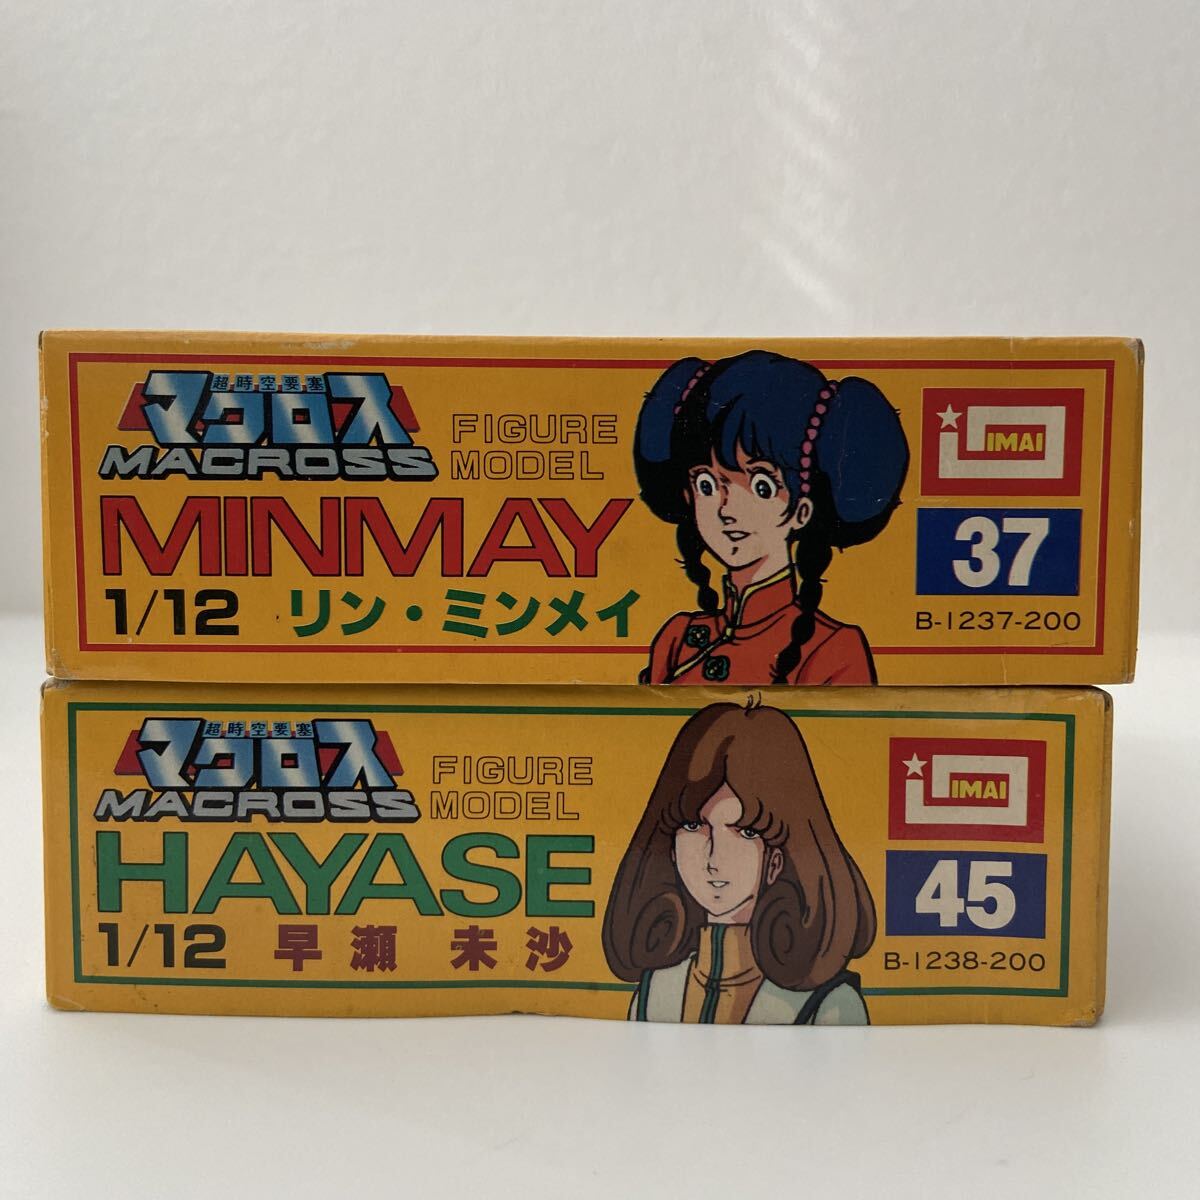 超時空要塞
マクロス
MACROSS
FIGURE
MODEL
MINMAY
1/12 リン・ミンメイ
IMAI
37
B-1237-200
超時空要塞
マクロス
MACROSS
FIGURE
MODEL
HAYASE
1/12 早瀬 未沙
IMAI
45
B-1238-200